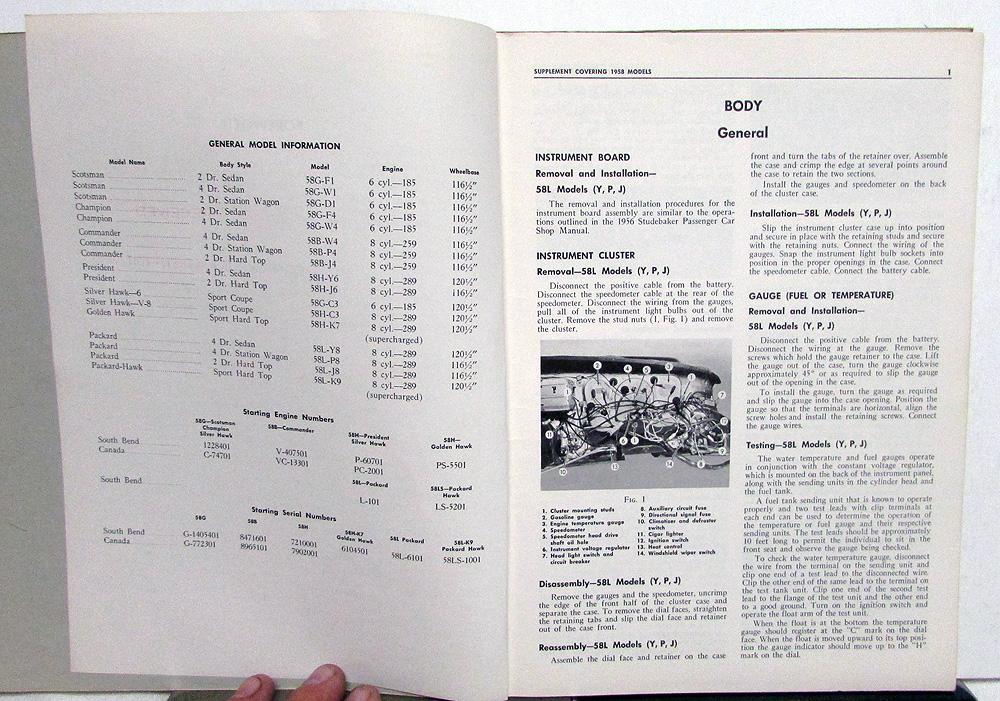 GENERAL MODEL INFORMATION
Model Name Body Style Model Engine Wheelbase
Scotsman 2 Dr. Sedan 58G-F1 6 cyl.—185 116½"
Scotsman 4 Dr. Sedan 58G-W1 6 cyl.—185 116½"
Scotsman 2 Dr. Station Wagon 58G-D1 6 cyl.—185 116½"
Champion 2 Dr. Sedan 58G-F4 6 cyl.—185 116½"
Champion 4 Dr. Sedan 58G-W4 6 cyl.—185 116½"
Commander 4 Dr. Sedan 58B-W4 8 cyl.—259 116½"
Commander 4 Dr. Station Wagon 58B-P4 8 cyl.—259 116½"
Commander 2 Dr. Hard Top 58B-J4 8 cyl.—259 116½"
President 4 Dr. Sedan 58H-Y6 8 cyl.—289 120½"
President 2 Dr. Hard Top 58H-J6 8 cyl.—289 116½"
Silver Hawk—6 Sport Coupe 58G-C3 6 cyl.—185 120½"
Silver Hawk—V-8 Sport Coupe 58H-C3 8 cyl.—289 120½"
Golden Hawk Sport Hard Top 58H-K7 8 cyl.—289 120½"
(supercharged)
Packard 4 Dr. Sedan 58L-Y8 8 cyl.—289 120½"
Packard 4 Dr. Station Wagon 58L-P8 8 cyl.—289 116½"
Packard 2 Dr. Hard Top 58L-J8 8 cyl.—289 116½"
Packard-Hawk Sport Hard Top 58L-K9 8 cyl.—289 120½"
(supercharged)
Starting Engine Numbers
58G—Scotsman Champion Silver Hawk 58B—Commander 58H—President Silver Hawk 58H—Golden Hawk
South Bend 1228401 V-407501 P-60701 PS-5501
Canada C-74701 VC-13301 PC-2001
58L—Packard 58LS—Packard Hawk
South Bend L-101 LS-5201
Starting Serial Numbers
58G 58B 58H 58H-K7 Golden Hawk 58L Packard 58L-K9 Packard Hawk
South Bend G-1405401 8471601 7210001 6104501 58L-6101 58LS-1001
Canada G-772301 8965101 7902001
SUPPLEMENT COVERING 1958 MODELS 1
BODY
General
INSTRUMENT BOARD
Removal and Installation—
58L Models (Y, P, J)
The removal and installation procedures for the
instrument board assembly are similar to the opera-
tions outlined in the 1956 Studebaker Passenger Car
Shop Manual.
INSTRUMENT CLUSTER
Removal—58L Models (Y, P, J)
Disconnect the positive cable from the battery.
Disconnect the speedometer cable at the rear of the
speedometer. Disconnect the wiring from the gauges,
pull all of the instrument light bulbs out of the
cluster. Remove the stud nuts (1, Fig. 1) and remove
the cluster.
FIG. 1
1. Cluster mounting studs
2. Gasoline gauge
3. Engine temperature gauge
4. Speedometer
5. Speedometer head drive
shaft oil hole
6. Instrument voltage regulator
7. Head light switch and
circuit breaker
8. Auxiliary circuit fuse
9. Directional signal fuse
10. Climatizer and defroster
switch
11. Cigar lighter
12. Ignition switch
13. Heat control
14. Windshield wiper switch
Disassembly—58L Models (Y, P, J)
Remove the gauges and the speedometer, uncrimp
the edge of the front half of the cluster case and
separate the case. To remove the dial faces, straighten
the retaining tabs and slip the dial face and retainer
out of the case front.
Reassembly—58L Models (Y, P, J)
Assemble the dial face and retainer on the case
front and turn the tabs of the retainer over. Assemble
the case and crimp the edge at several points around
the case to retain the two sections.
Install the gauges and speedometer on the back
of the cluster case.
Installation—58L Models (Y, P, J)
Slip the instrument cluster case up into position
and secure in place with the retaining studs and secure
with the retaining nuts. Connect the wiring of the
gauges. Snap the instrument light bulb sockets into
position in the proper openings in the case. Connect
the speedometer cable. Connect the battery cable.
GAUGE (FUEL OR TEMPERATURE)
Removal and Installation—
58L Models (Y, P, J)
Disconnect the positive cable from the battery.
Disconnect the wiring at the gauge. Remove the
screws which hold the gauge retainer to the case. Lift
the gauge out of the case, turn the gauge clockwise
approximately 45° or as required to slip the gauge
out of the opening in the case.
To install the gauge, turn the gauge as required
and slip the gauge into the case opening. Position the
gauge so that the terminals are horizontal, align the
screw holes and install the retaining screws. Connect
the gauge wires.
Testing—58L Models (Y, P, J)
The water temperature and fuel gauges operate
in conjunction with the constant voltage regulator,
which is mounted on the back of the instrument panel,
along with the sending units in the cylinder head and
the fuel tank.
A fuel tank sending unit that is known to operate
properly and two test leads with clip terminals at
each end can be used to determine the operation of
the temperature or fuel gauge and their respective
sending units. The test leads should be approximately
10 feet long to permit the individual to sit in the
front seat and observe the gauge being checked.
To check the water temperature gauge, disconnect
the wire from the terminal on the sending unit and
clip one end of a test lead to the disconnected wire.
Clip the other end of the same lead to the terminal on
the test tank unit. Clip one end of the second test
lead to the flange of the test unit and the other end
to a good ground. Turn on the ignition switch and
operate the float arm of the test unit.
When the float is at the bottom the temperature
gauge should register at the "C" mark on the dial
face. When the float is moved upward to its top posi-
tion the gauge indicator should move up to the "H"
mark on the dial.